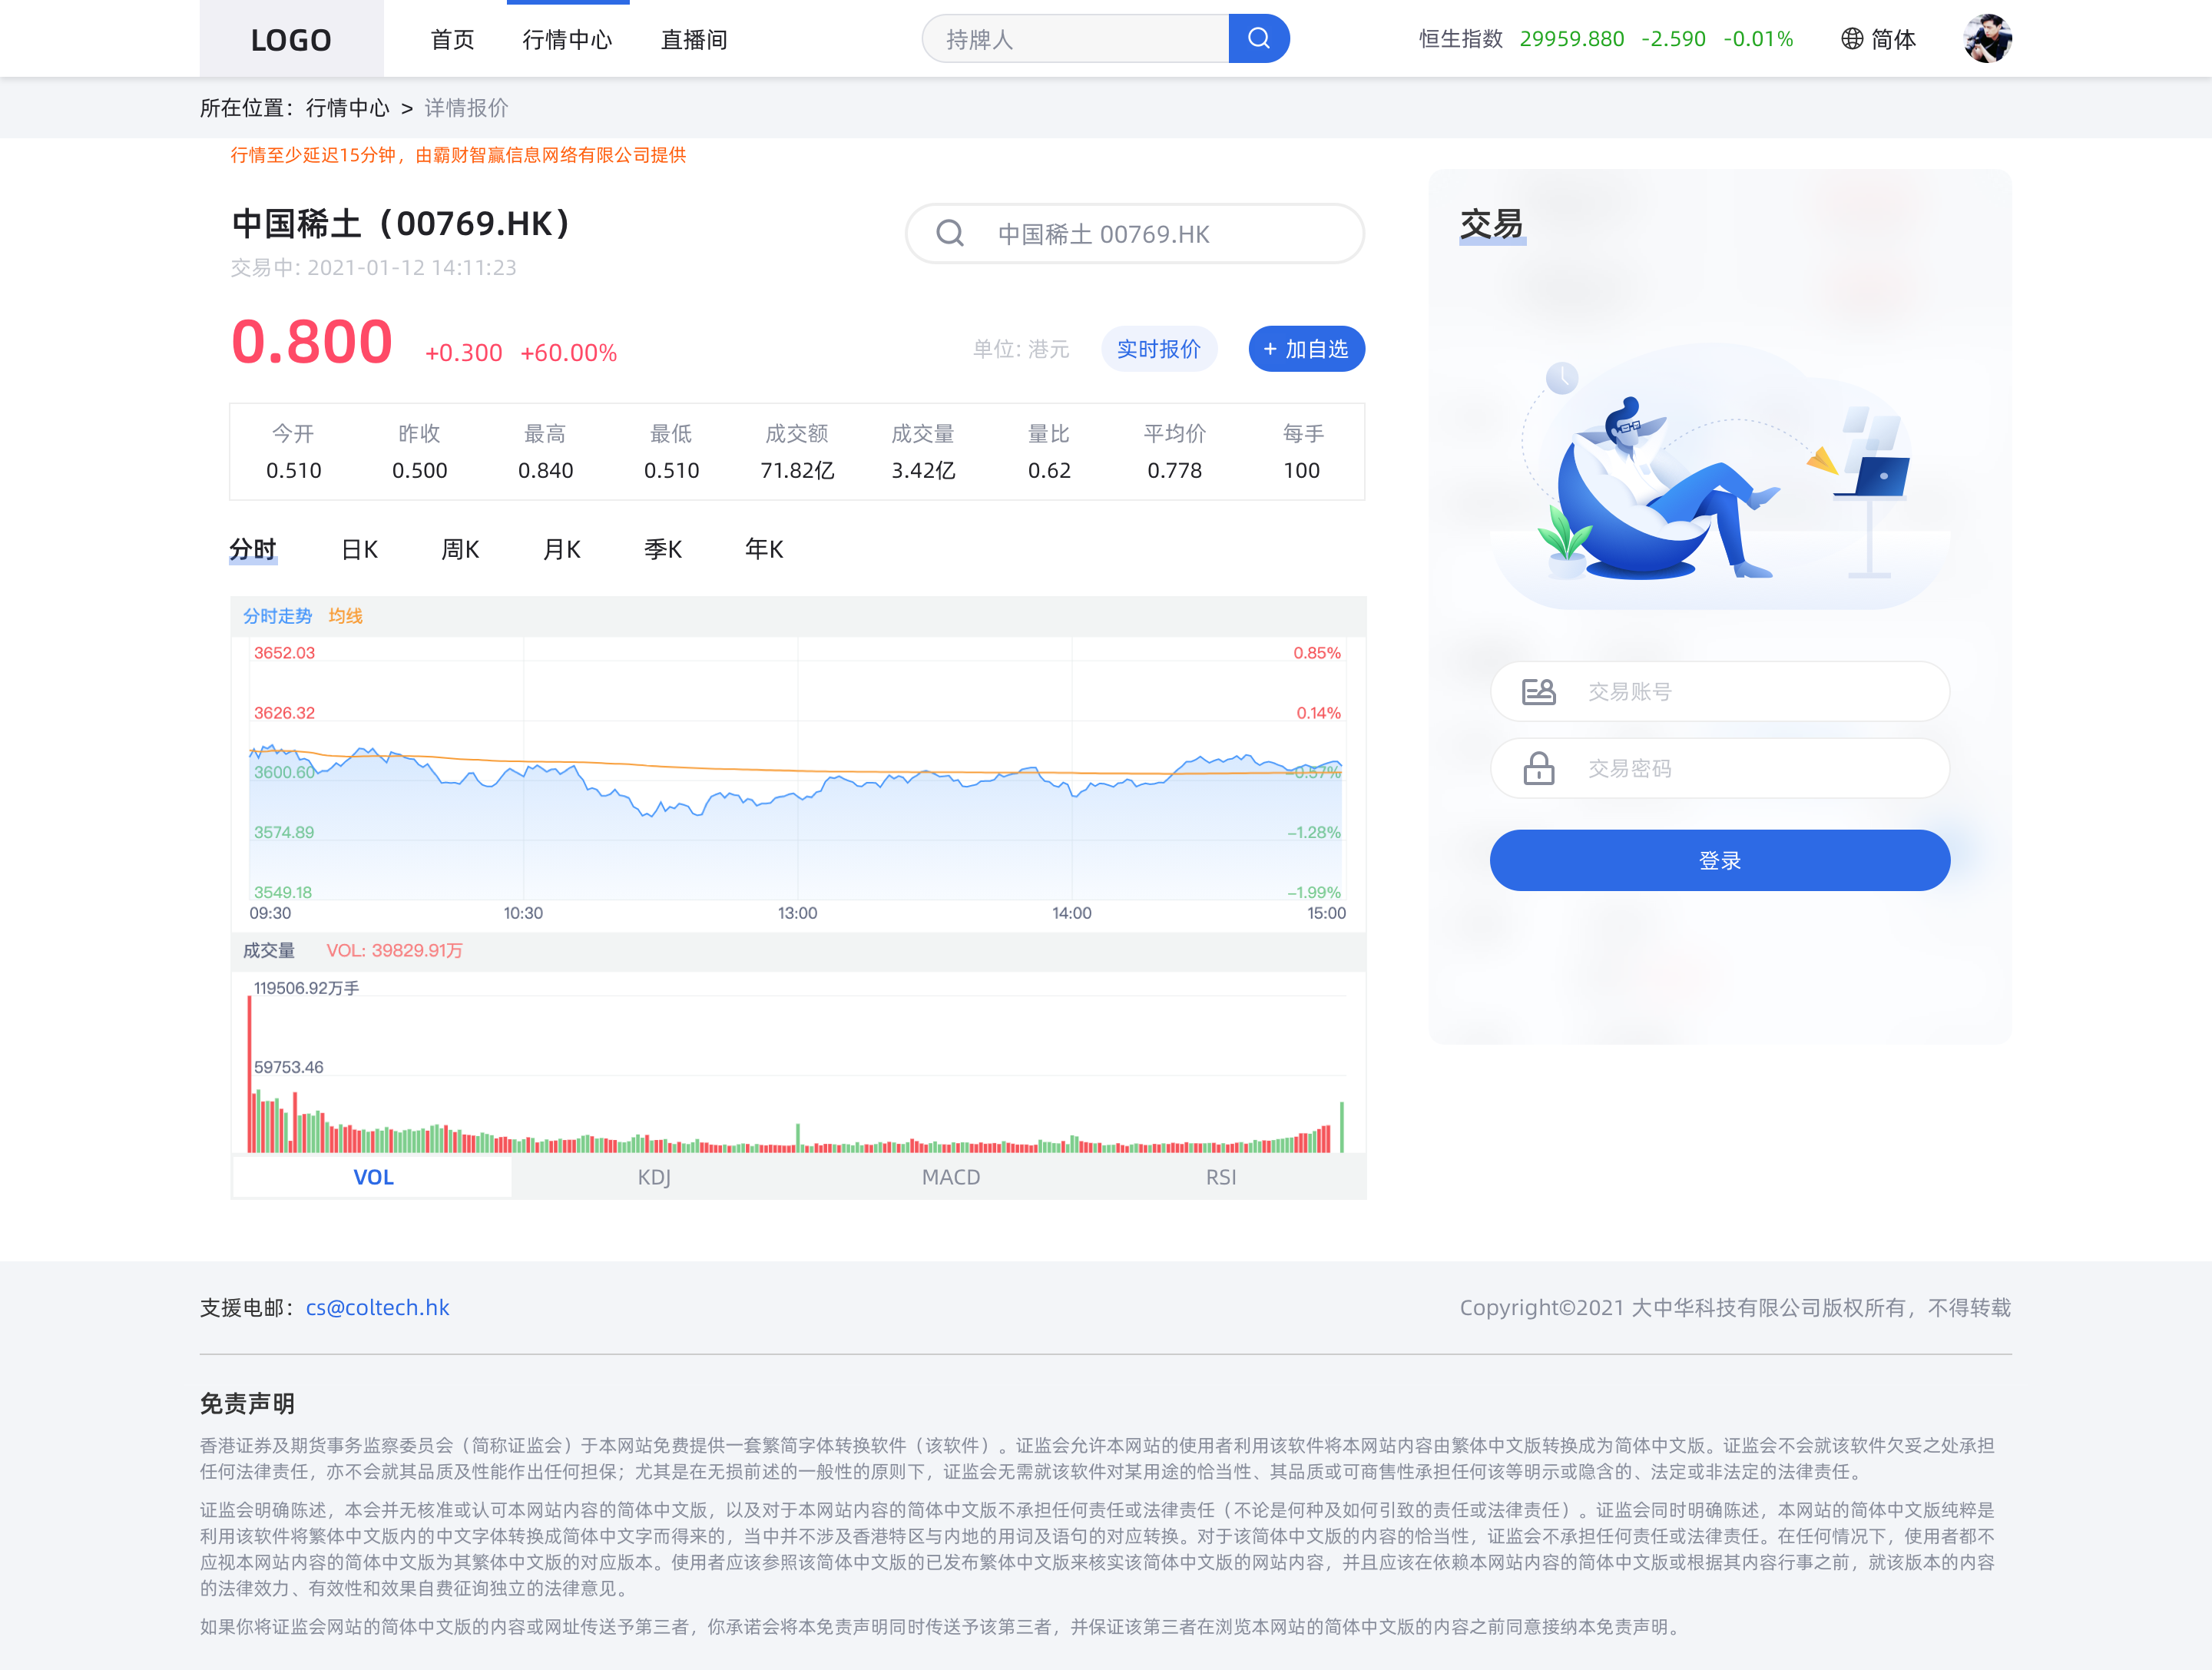 LOGO
首页
行情中心
直播间
持牌人
恒生指数 29959.880 -2.590 -0.01%
简体
所在位置：行情中心 > 详情报价
行情至少延迟15分钟，由霸财智赢信息网络有限公司提供
中国稀土（00769.HK）
中国稀土 00769.HK
交易中: 2021-01-12 14:11:23
0.800 +0.300 +60.00%
单位: 港元
实时报价
+ 加自选
今开 昨收 最高 最低 成交额 成交量 量比 平均价 每手
0.510 0.500 0.840 0.510 71.82亿 3.42亿 0.62 0.778 100
分时 日K 周K 月K 季K 年K
分时走势 均线
3652.03 0.85%
3626.32 0.14%
3600.60 -0.57%
3574.89 -1.28%
3549.18 -1.99%
09:30 10:30 13:00 14:00 15:00
成交量 VOL: 39829.91万
119506.92万手
59753.46
VOL KDJ MACD RSI
交易
交易账号
交易密码
登录
支援电邮：cs@coltech.hk
Copyright©2021 大中华科技有限公司版权所有，不得转载
免责声明
香港证券及期货事务监察委员会（简称证监会）于本网站免费提供一套繁简字体转换软件（该软件）。证监会允许本网站的使用者利用该软件将本网站内容由繁体中文版转换成为简体中文版。证监会不会就该软件欠妥之处承担
任何法律责任，亦不会就其品质及性能作出任何担保；尤其是在无损前述的一般性的原则下，证监会无需就该软件对某用途的恰当性、其品质或可商售性承担任何该等明示或隐含的、法定或非法定的法律责任。
证监会明确陈述，本会并无核准或认可本网站内容的简体中文版，以及对于本网站内容的简体中文版不承担任何责任或法律责任（不论是何种及如何引致的责任或法律责任）。证监会同时明确陈述，本网站的简体中文版纯粹是
利用该软件将繁体中文版内的中文字体转换成简体中文字而得来的，当中并不涉及香港特区与内地的用词及语句的对应转换。对于该简体中文版的内容的恰当性，证监会不承担任何责任或法律责任。在任何情况下，使用者都不
应视本网站内容的简体中文版为其繁体中文版的对应版本。使用者应该参照该简体中文版的已发布繁体中文版来核实该简体中文版的网站内容，并且应该在依赖本网站内容的简体中文版或根据其内容行事之前，就该版本的内容
的法律效力、有效性和效果自费征询独立的法律意见。
如果你将证监会网站的简体中文版的内容或网址传送予第三者，你承诺会将本免责声明同时传送予该第三者，并保证该第三者在浏览本网站的简体中文版的内容之前同意接纳本免责声明。